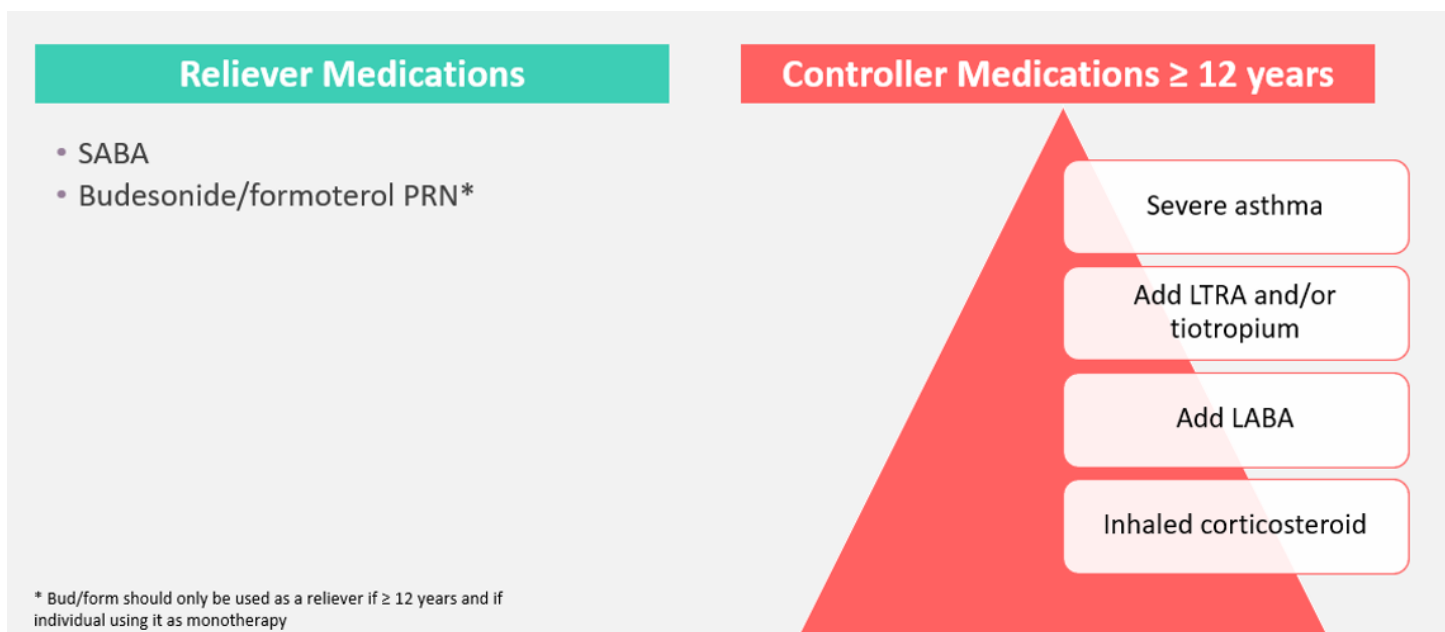 Reliever Medications
• SABA
• Budesonide/formoterol PRN*
* Bud/form should only be used as a reliever if ≥ 12 years and if
individual using it as monotherapy
Controller Medications ≥ 12 years
Severe asthma
Add LTRA and/or
tiotropium
Add LABA
Inhaled corticosteroid